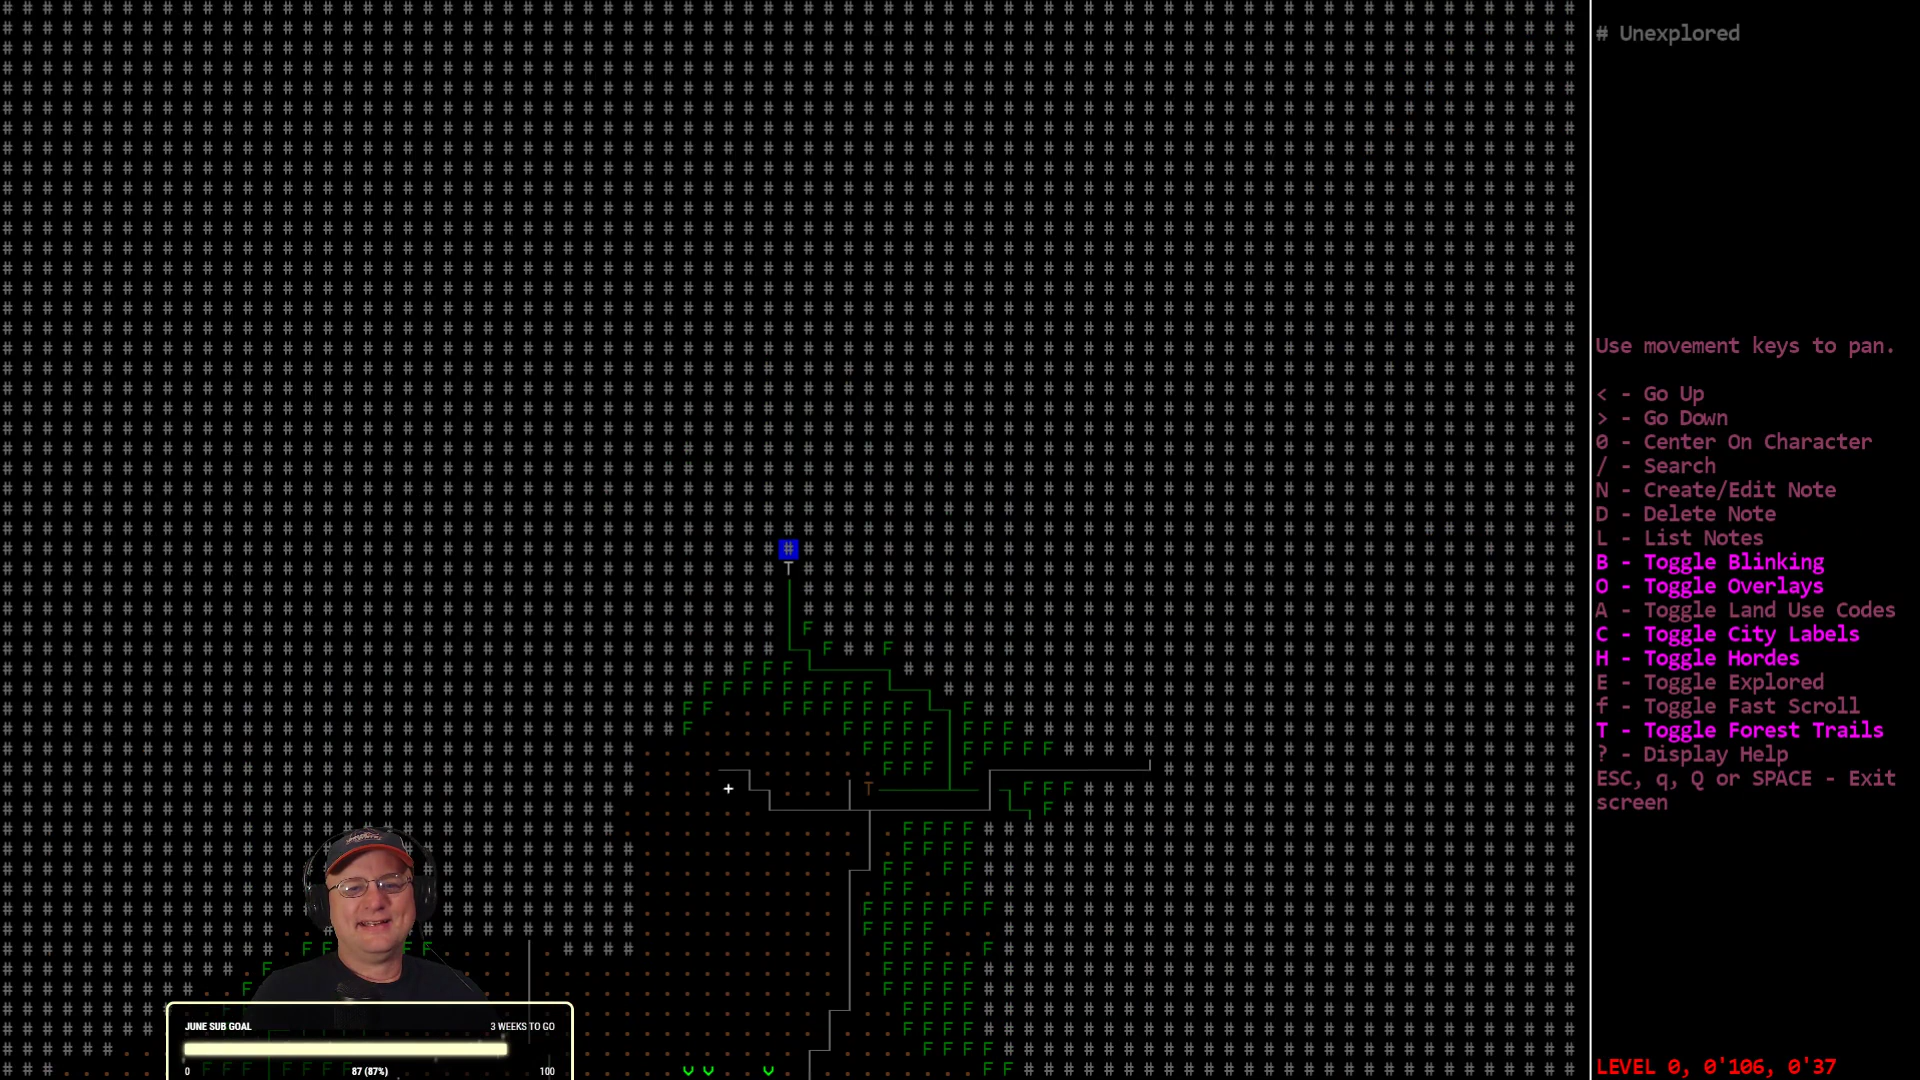 # Unexplored
Use movement keys to pan.
< - Go Up
> - Go Down
0 - Center On Character
/ - Search
N - Create/Edit Note
D - Delete Note
L - List Notes
B - Toggle Blinking
O - Toggle Overlays
A - Toggle Land Use Codes
C - Toggle City Labels
H - Toggle Hordes
E - Toggle Explored
f - Toggle Fast Scroll
T - Toggle Forest Trails
? - Display Help
ESC, q, Q or SPACE - Exit
screen
JUNE SUB GOAL 3 WEEKS TO GO
0 87 (87%) 100
LEVEL 0, 0'106, 0'37